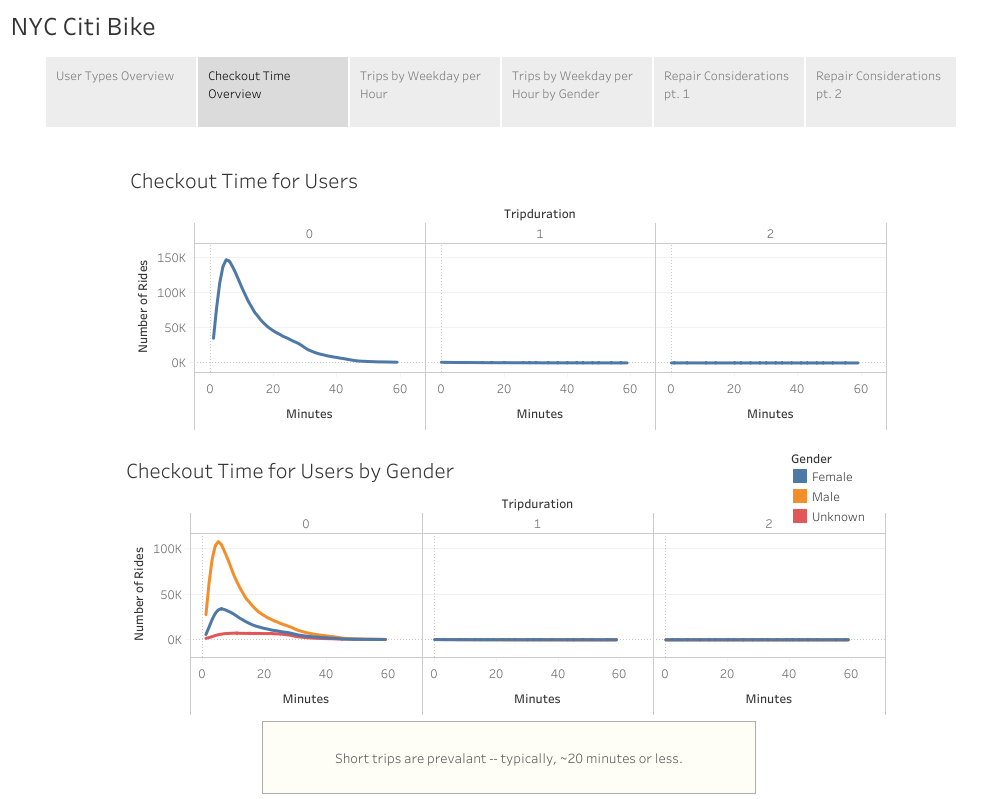 NYC Citi Bike
User Types Overview
Checkout Time
Overview
Trips by Weekday per
Hour
Trips by Weekday per
Hour by Gender
Repair Considerations
pt. 1
Repair Considerations
pt. 2
Checkout Time for Users
Tripduration
0 1 2
Number of Rides
150K
100K
50K
0K
0 20 40 60 0 20 40 60 0 20 40 60
Minutes Minutes Minutes
Checkout Time for Users by Gender
Gender
Female
Male
Unknown
Tripduration
0 1 2
Number of Rides
100K
50K
0K
0 20 40 60 0 20 40 60 0 20 40 60
Minutes Minutes Minutes
Short trips are prevalant -- typically, ~20 minutes or less.